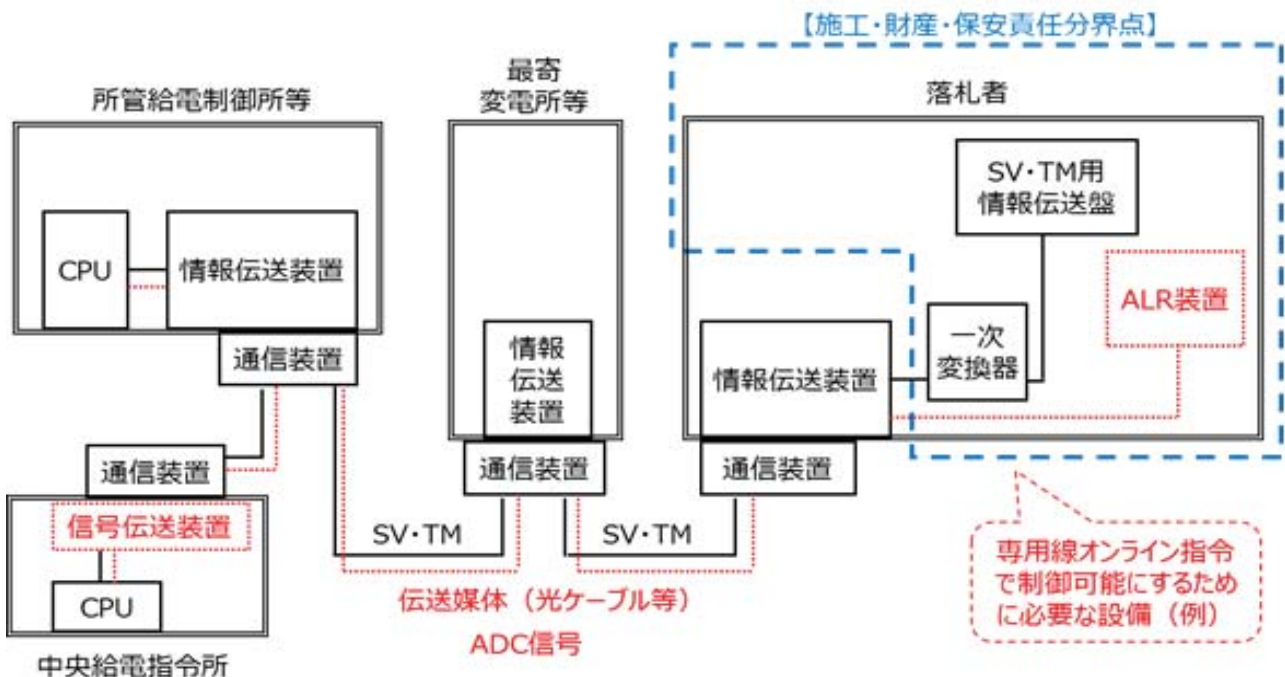 【施工・財産・保安責任分界点】
所管給電制御所等
最寄
変電所等
落札者
CPU
情報伝送装置
通信装置
通信装置
信号伝送装置
CPU
中央給電指令所
情報
伝送
装置
通信装置
SV・TM
SV・TM
伝送媒体（光ケーブル等）
ADC信号
SV・TM用
情報伝送盤
ALR装置
一次
変換器
情報伝送装置
通信装置
専用線オンライン指令
で制御可能にするため
に必要な設備（例）